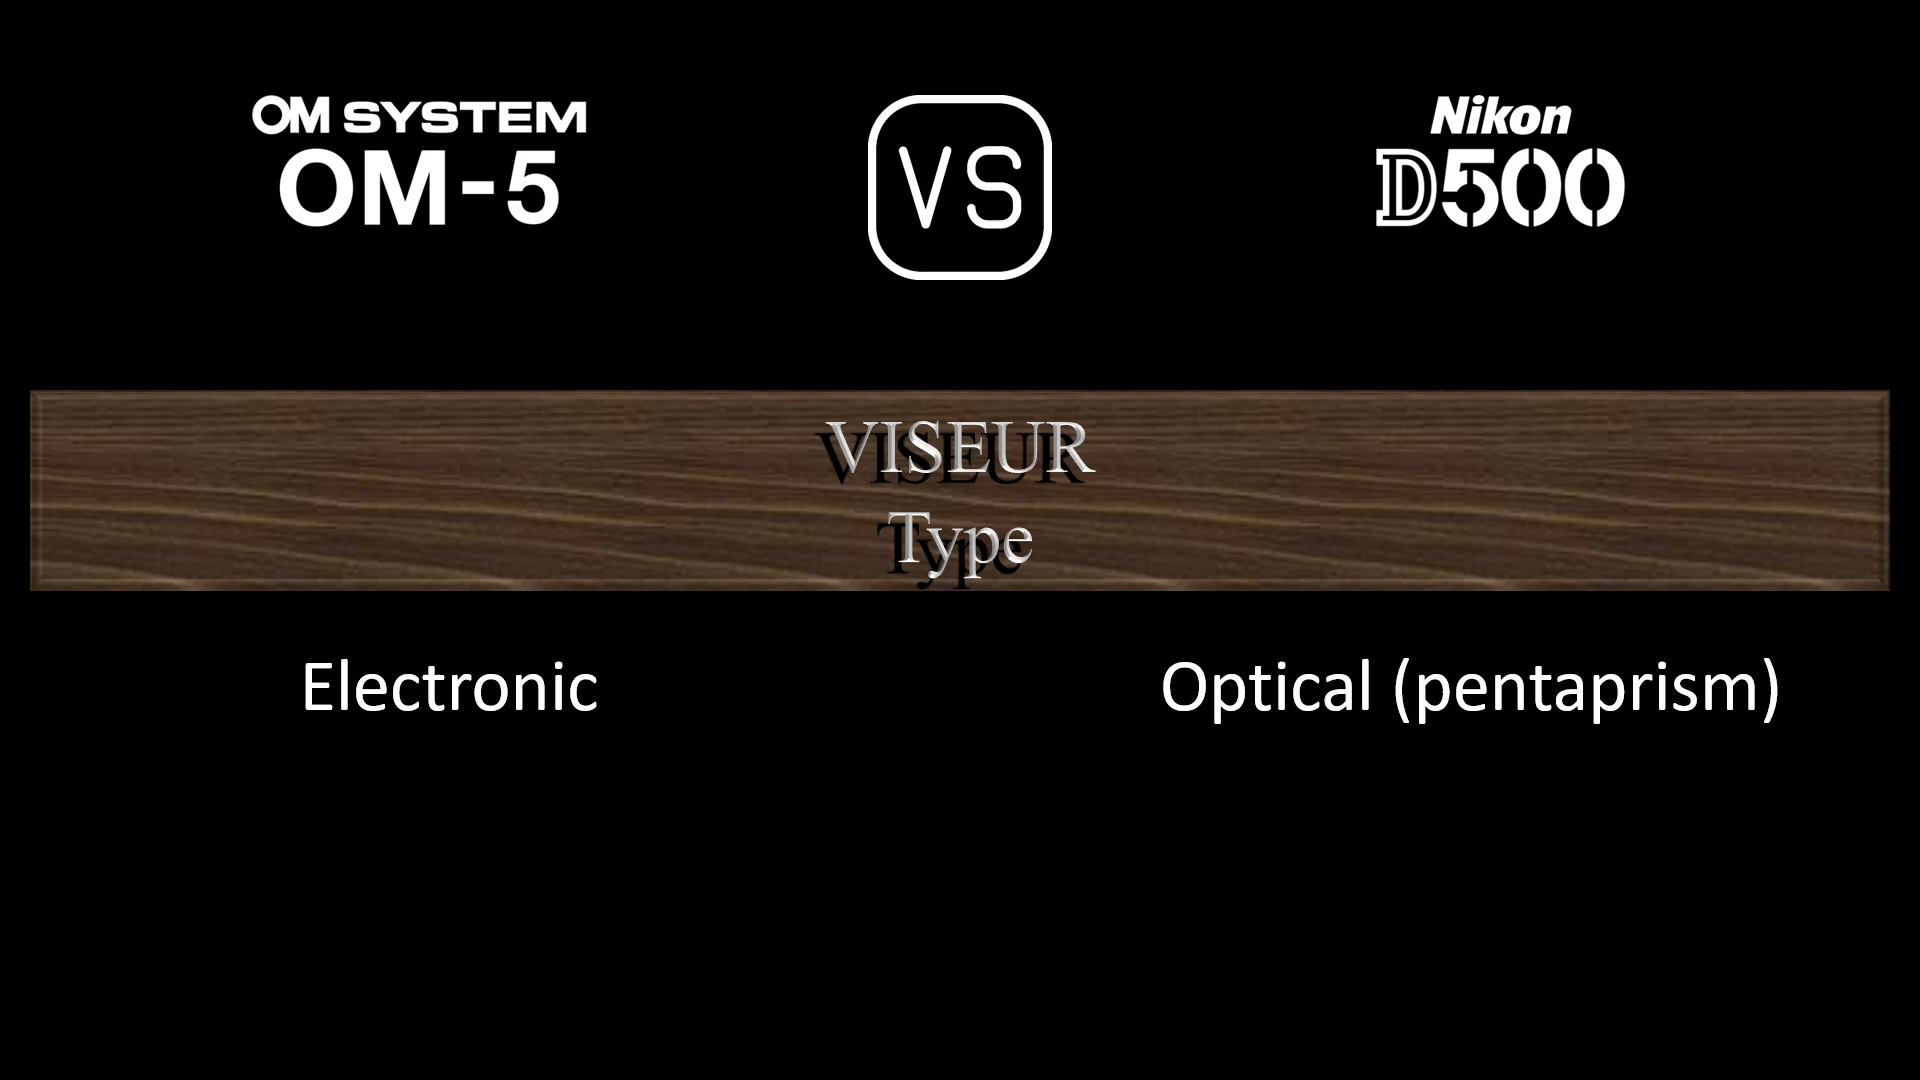 OM SYSTEM
OM-5
VS
Nikon
D500
VISEUR
Type
Electronic
Optical (pentaprism)